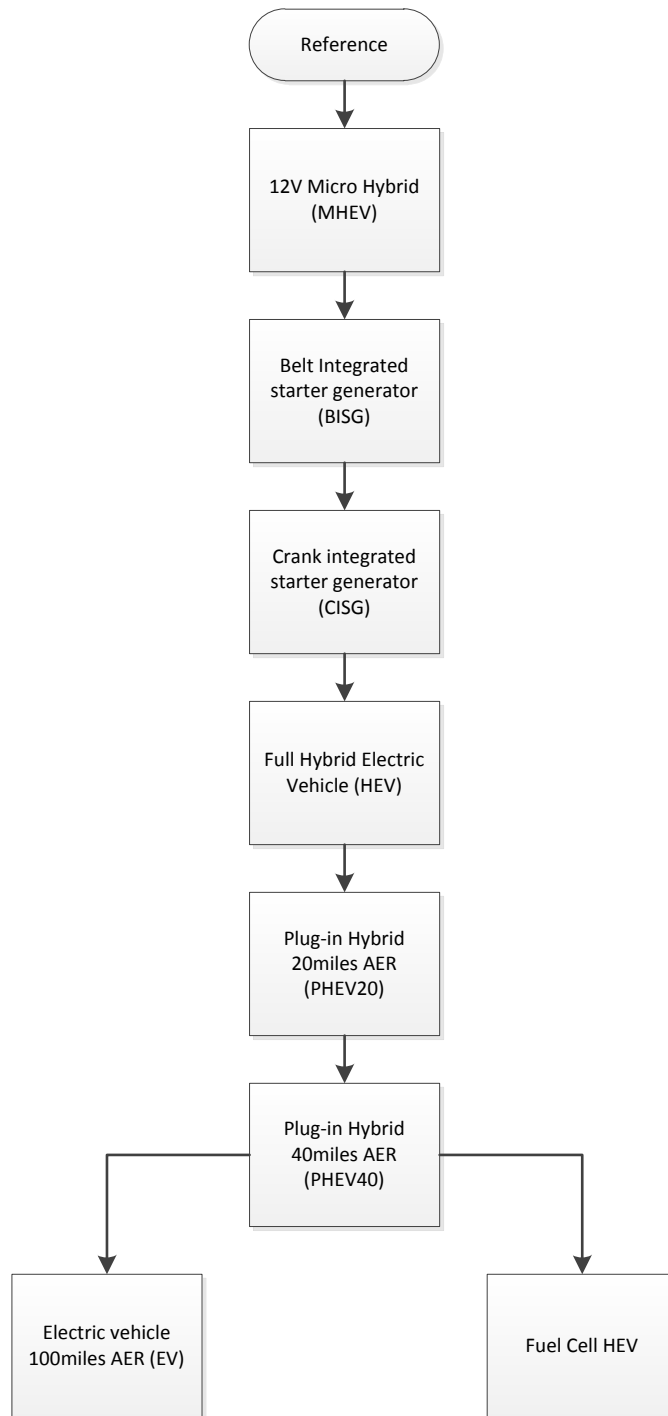 Reference
12V Micro Hybrid
(MHEV)
Belt Integrated
starter generator
(BISG)
Crank integrated
starter generator
(CISG)
Full Hybrid Electric
Vehicle (HEV)
Plug-in Hybrid
20miles AER
(PHEV20)
Plug-in Hybrid
40miles AER
(PHEV40)
Electric vehicle
100miles AER (EV)
Fuel Cell HEV